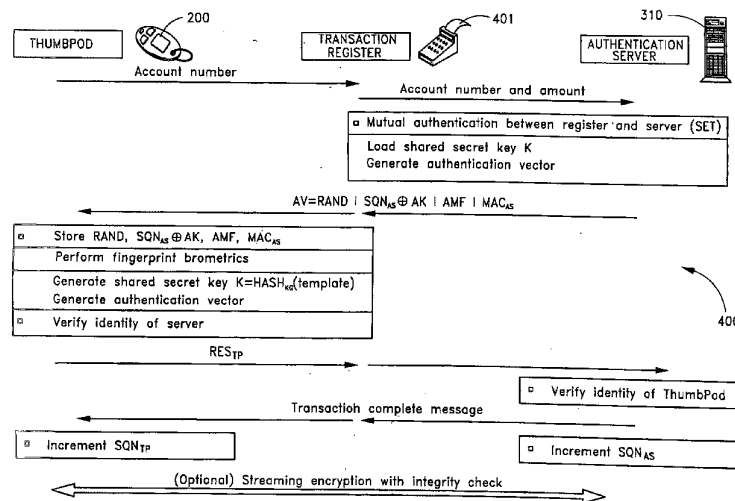 200
401
310
THUMBPOD
TRANSACTION
REGISTER
AUTHENTICATION
SERVER
Account number
Account number and amount
Mutual authentication between register and server (SET)
Load shared secret key K
Generate authentication vector
AV=RAND | SQN_AS ⊕ AK | AMF | MAC_AS
Store RAND, SQN_AS ⊕ AK, AMF, MAC_AS
Perform fingerprint brometrics
Generate shared secret key K=HASH_KG(template)
Generate authentication vector
Verify identity of server
400
RES_TP
Verify identity of ThumbPod
Transaction complete message
Increment SQN_TP
Increment SQN_AS
(Optional) Streaming encryption with integrity check